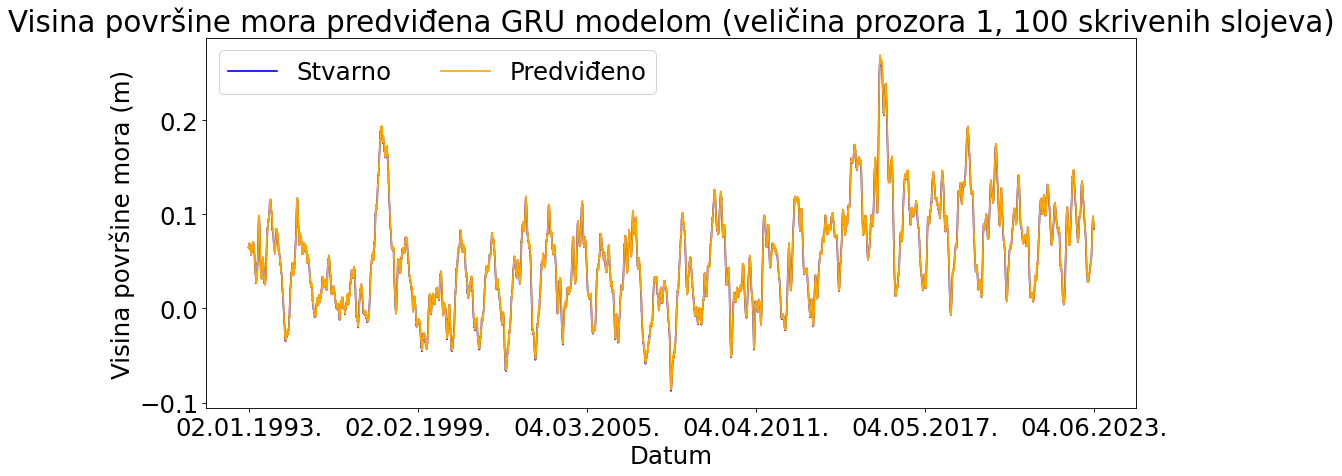 Visina površine mora predviđena GRU modelom (veličina prozora 1, 100 skrivenih slojeva)
Stvarno
Predviđeno
Visina površine mora (m)
0.2
0.1
0.0
−0.1
02.01.1993.
02.02.1999.
04.03.2005.
04.04.2011.
04.05.2017.
04.06.2023.
Datum